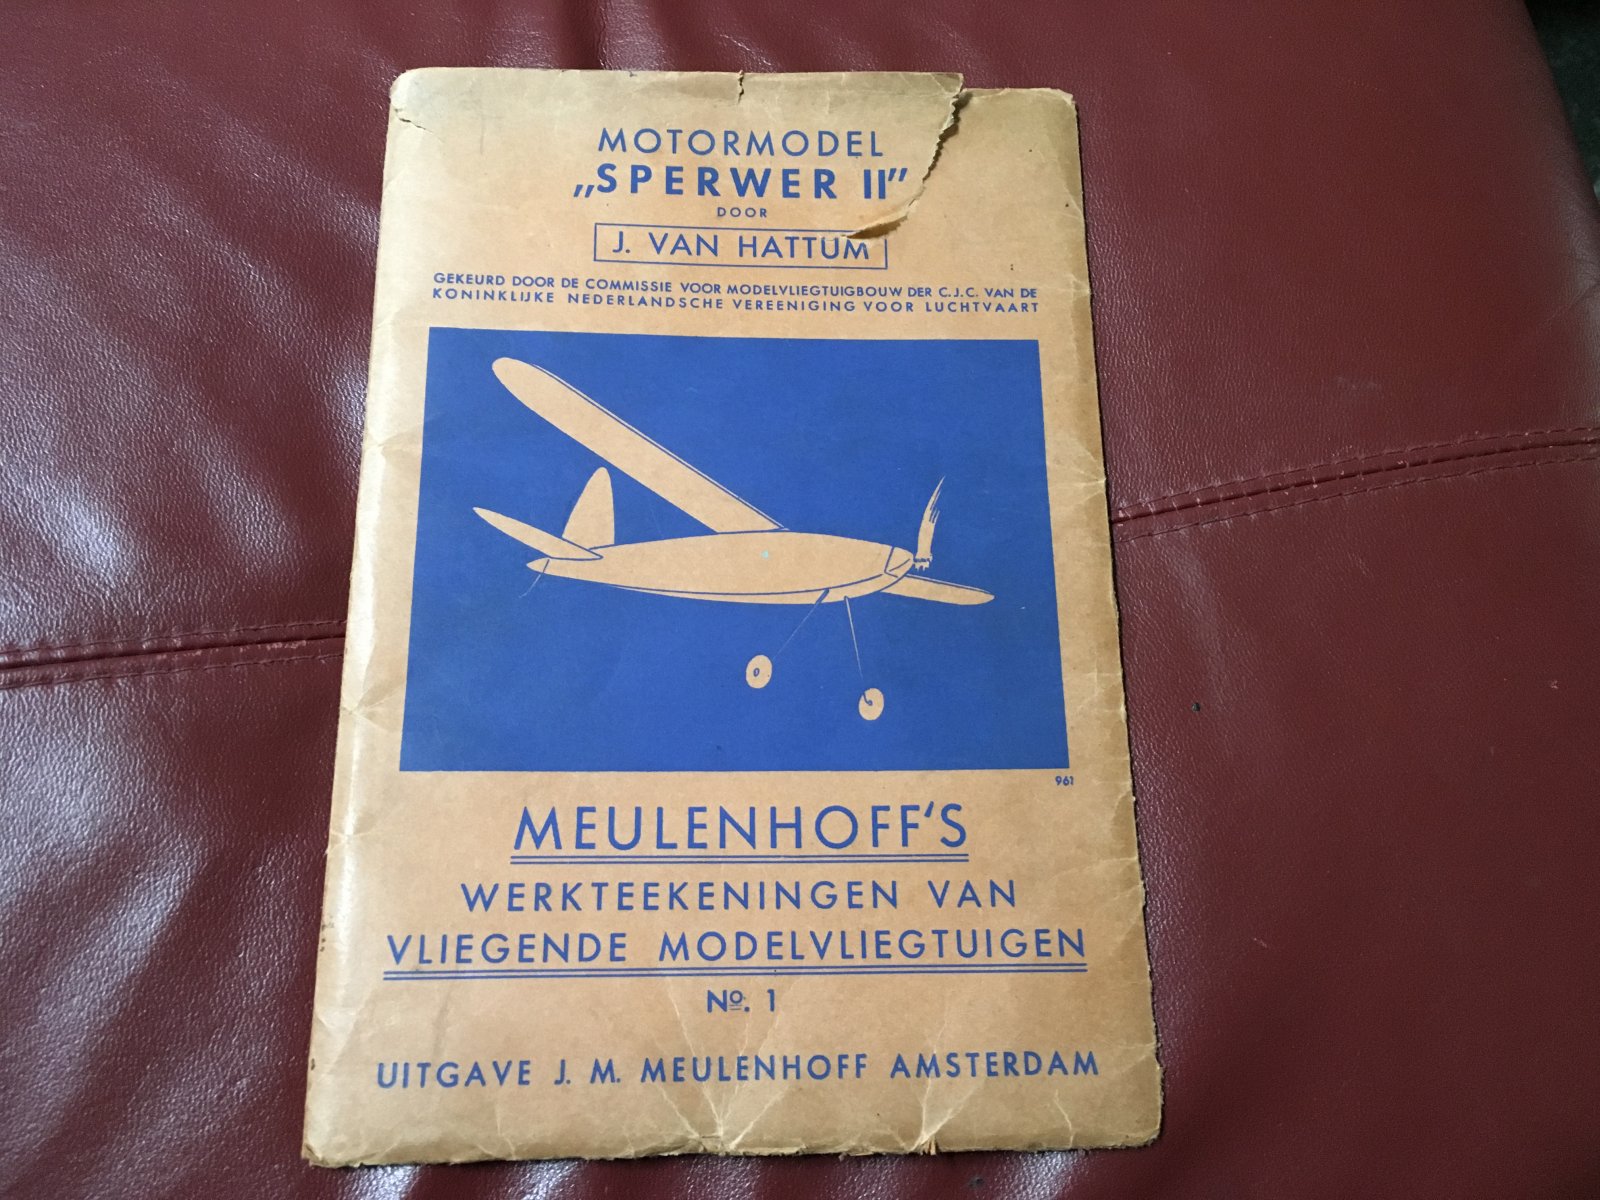 MOTORMODEL
„SPERWER II”
DOOR
J. VAN HATTUM
GEKEURD DOOR DE COMMISSIE VOOR MODELVLIEGTUIGBOUW DER C.J.C. VAN DE
KONINKLIJKE NEDERLANDSCHE VEREENIGING VOOR LUCHTVAART
961
MEULENHOFF'S
WERKTEEKENINGEN VAN
VLIEGENDE MODELVLIEGTUIGEN
No. 1
UITGAVE J. M. MEULENHOFF AMSTERDAM